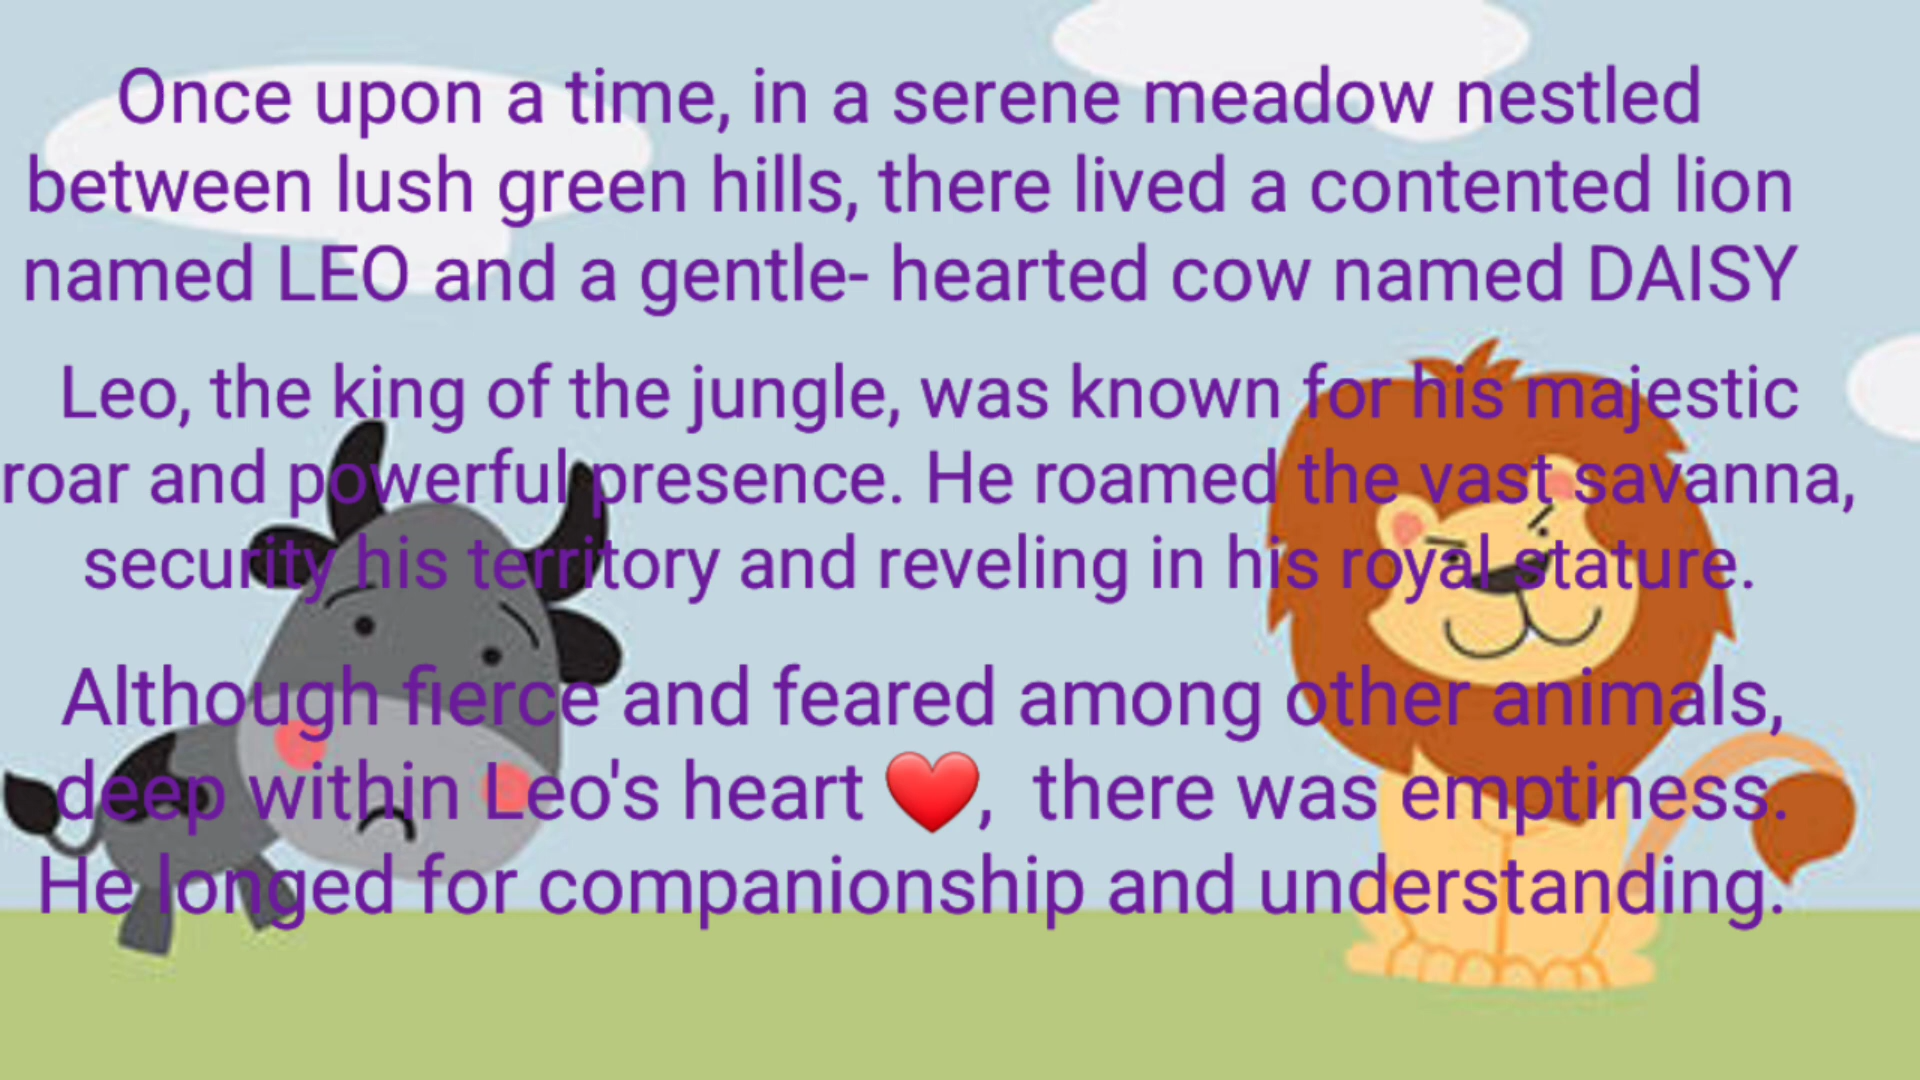 Once upon a time, in a serene meadow nestled
between lush green hills, there lived a contented lion
named LEO and a gentle- hearted cow named DAISY
Leo, the king of the jungle, was known for his majestic
roar and powerful presence. He roamed the vast savanna,
security his territory and reveling in his royal stature.
Although fierce and feared among other animals,
deep within Leo's heart ❤️,  there was emptiness.
He longed for companionship and understanding.